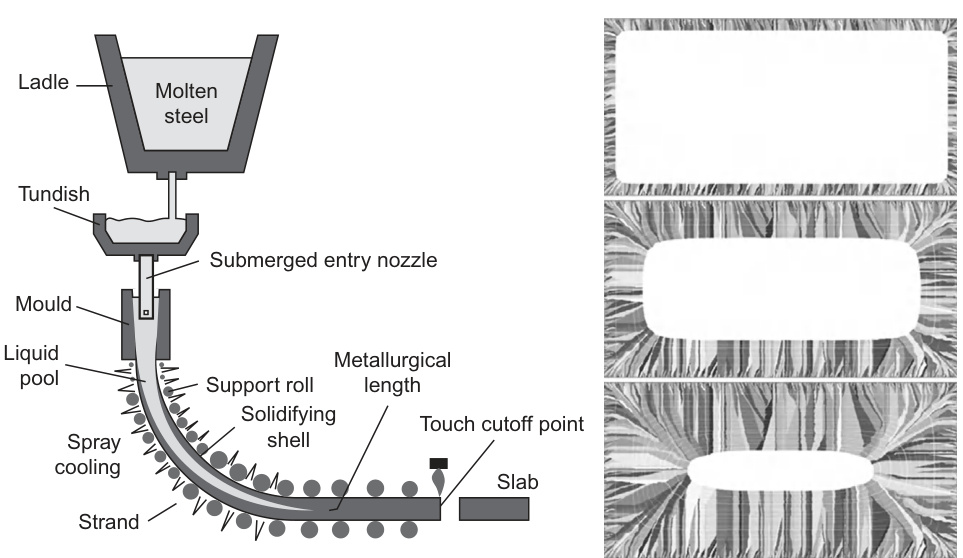 Ladle
Molten
steel
Tundish
Submerged entry nozzle
Mould
Liquid
pool
Metallurgical
length
Support roll
Solidifying
shell
Touch cutoff point
Spray
cooling
Slab
Strand